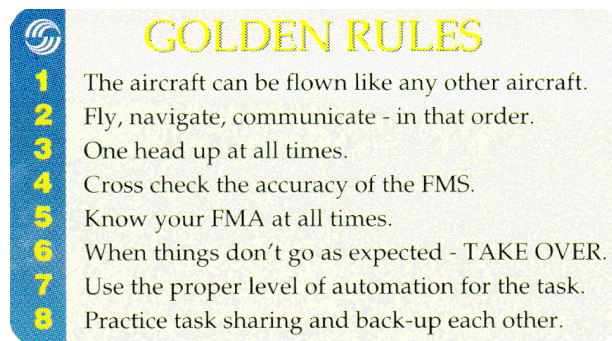 GOLDEN RULES
1 The aircraft can be flown like any other aircraft.
2 Fly, navigate, communicate - in that order.
3 One head up at all times.
4 Cross check the accuracy of the FMS.
5 Know your FMA at all times.
6 When things don't go as expected - TAKE OVER.
7 Use the proper level of automation for the task.
8 Practice task sharing and back-up each other.